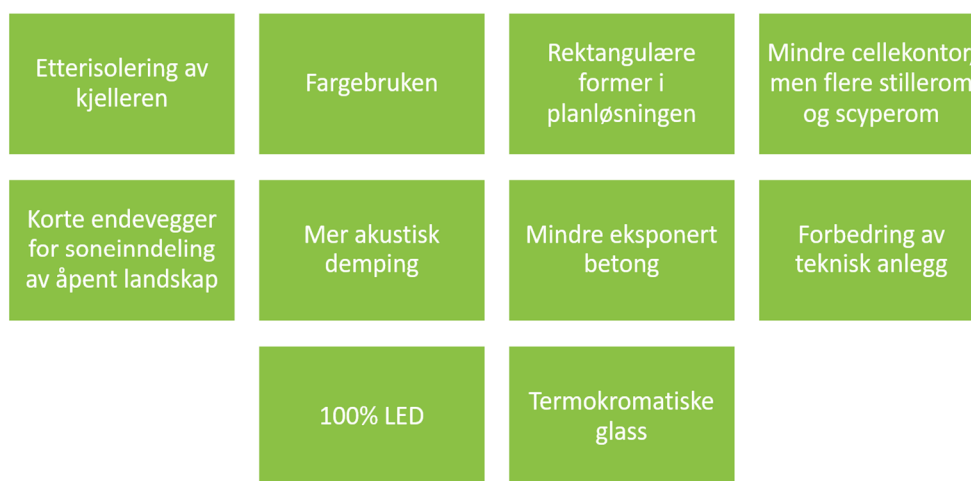 Etterisolering av
kjelleren
Fargebruken
Rektangulære
former i
planløsningen
Mindre cellekontor,
men flere stillerom
og scyperom
Korte endevegger
for soneinndeling
av åpent landskap
Mer akustisk
demping
Mindre eksponert
betong
Forbedring av
teknisk anlegg
100% LED
Termokromatiske
glass